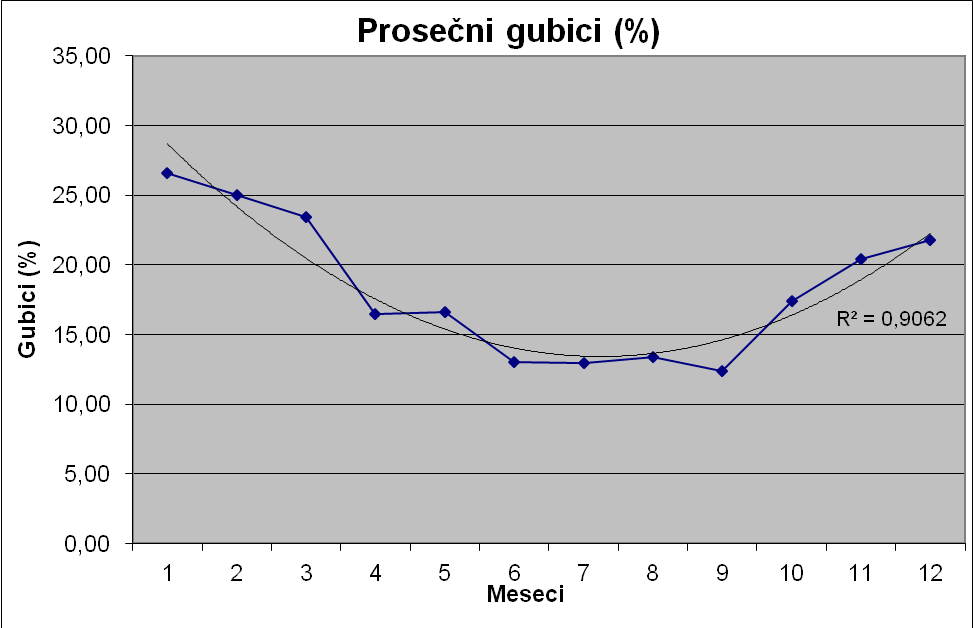 Prosečni gubici (%)
35,00
30,00
25,00
20,00
15,00
10,00
5,00
0,00
Gubici (%)
R² = 0,9062
1 2 3 4 5 6 7 8 9 10 11 12
Meseci